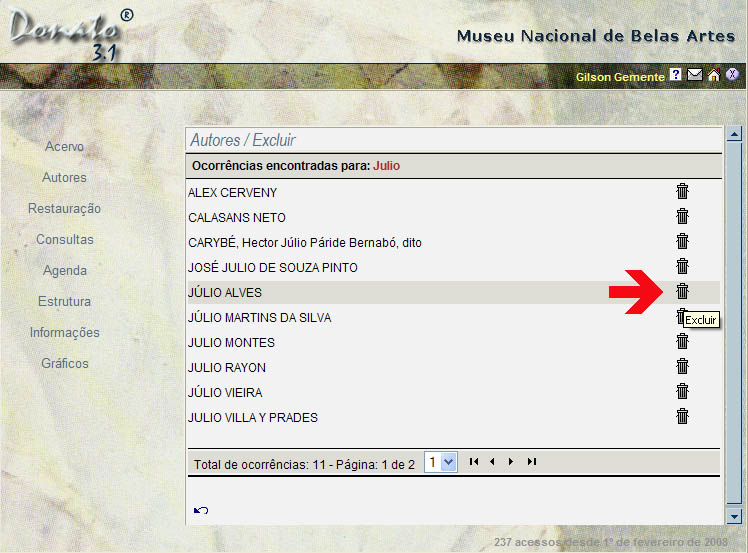 Donato ®
3.1
Museu Nacional de Belas Artes
Gilson Gemente ? X
Acervo
Autores
Restauração
Consultas
Agenda
Estrutura
Informações
Gráficos
Autores / Excluir
Ocorrências encontradas para: Julio
ALEX CERVENY
CALASANS NETO
CARYBÉ, Hector Júlio Páride Bernabó, dito
JOSÉ JULIO DE SOUZA PINTO
JÚLIO ALVES
JÚLIO MARTINS DA SILVA
Excluir
JULIO MONTES
JULIO RAYON
JÚLIO VIEIRA
JULIO VILLA Y PRADES
Total de ocorrências: 11 - Página: 1 de 2 1
237 acessos desde 1º de fevereiro de 2008